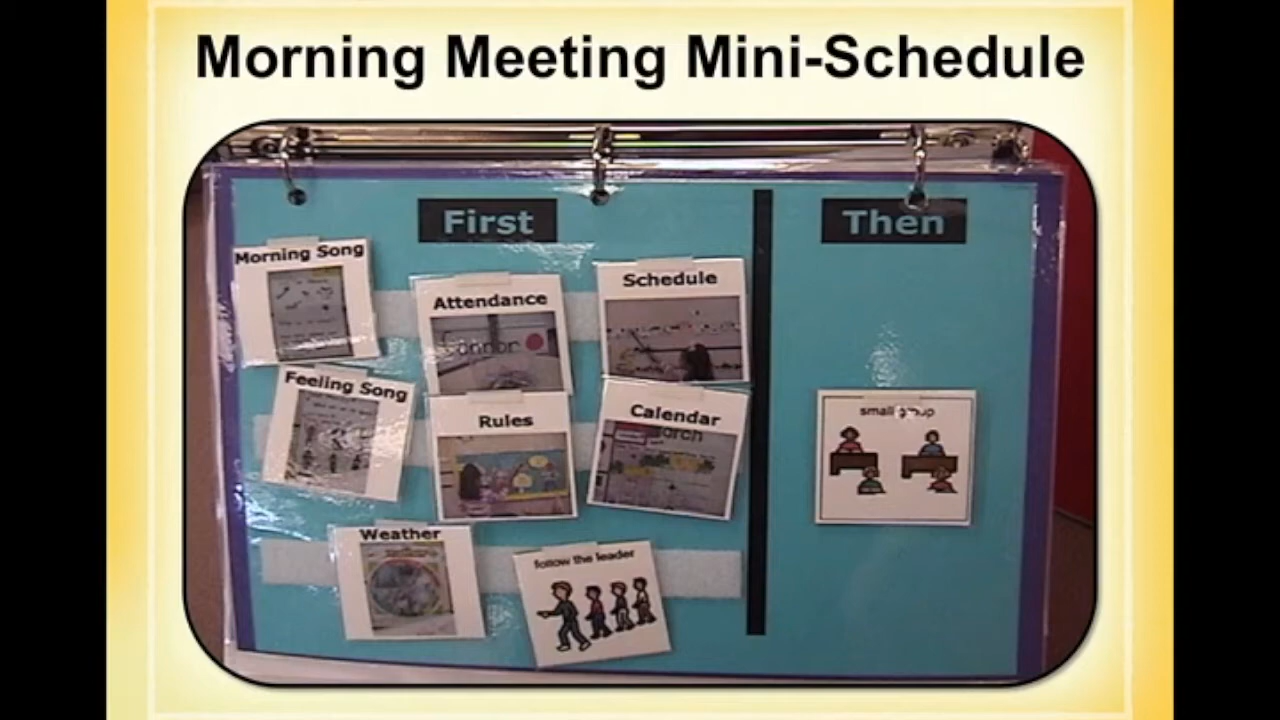 Morning Meeting Mini-Schedule
First
Then
Morning Song
Attendance
Schedule
Connor
Feeling Song
Rules
Calendar
small group
Weather
follow the leader